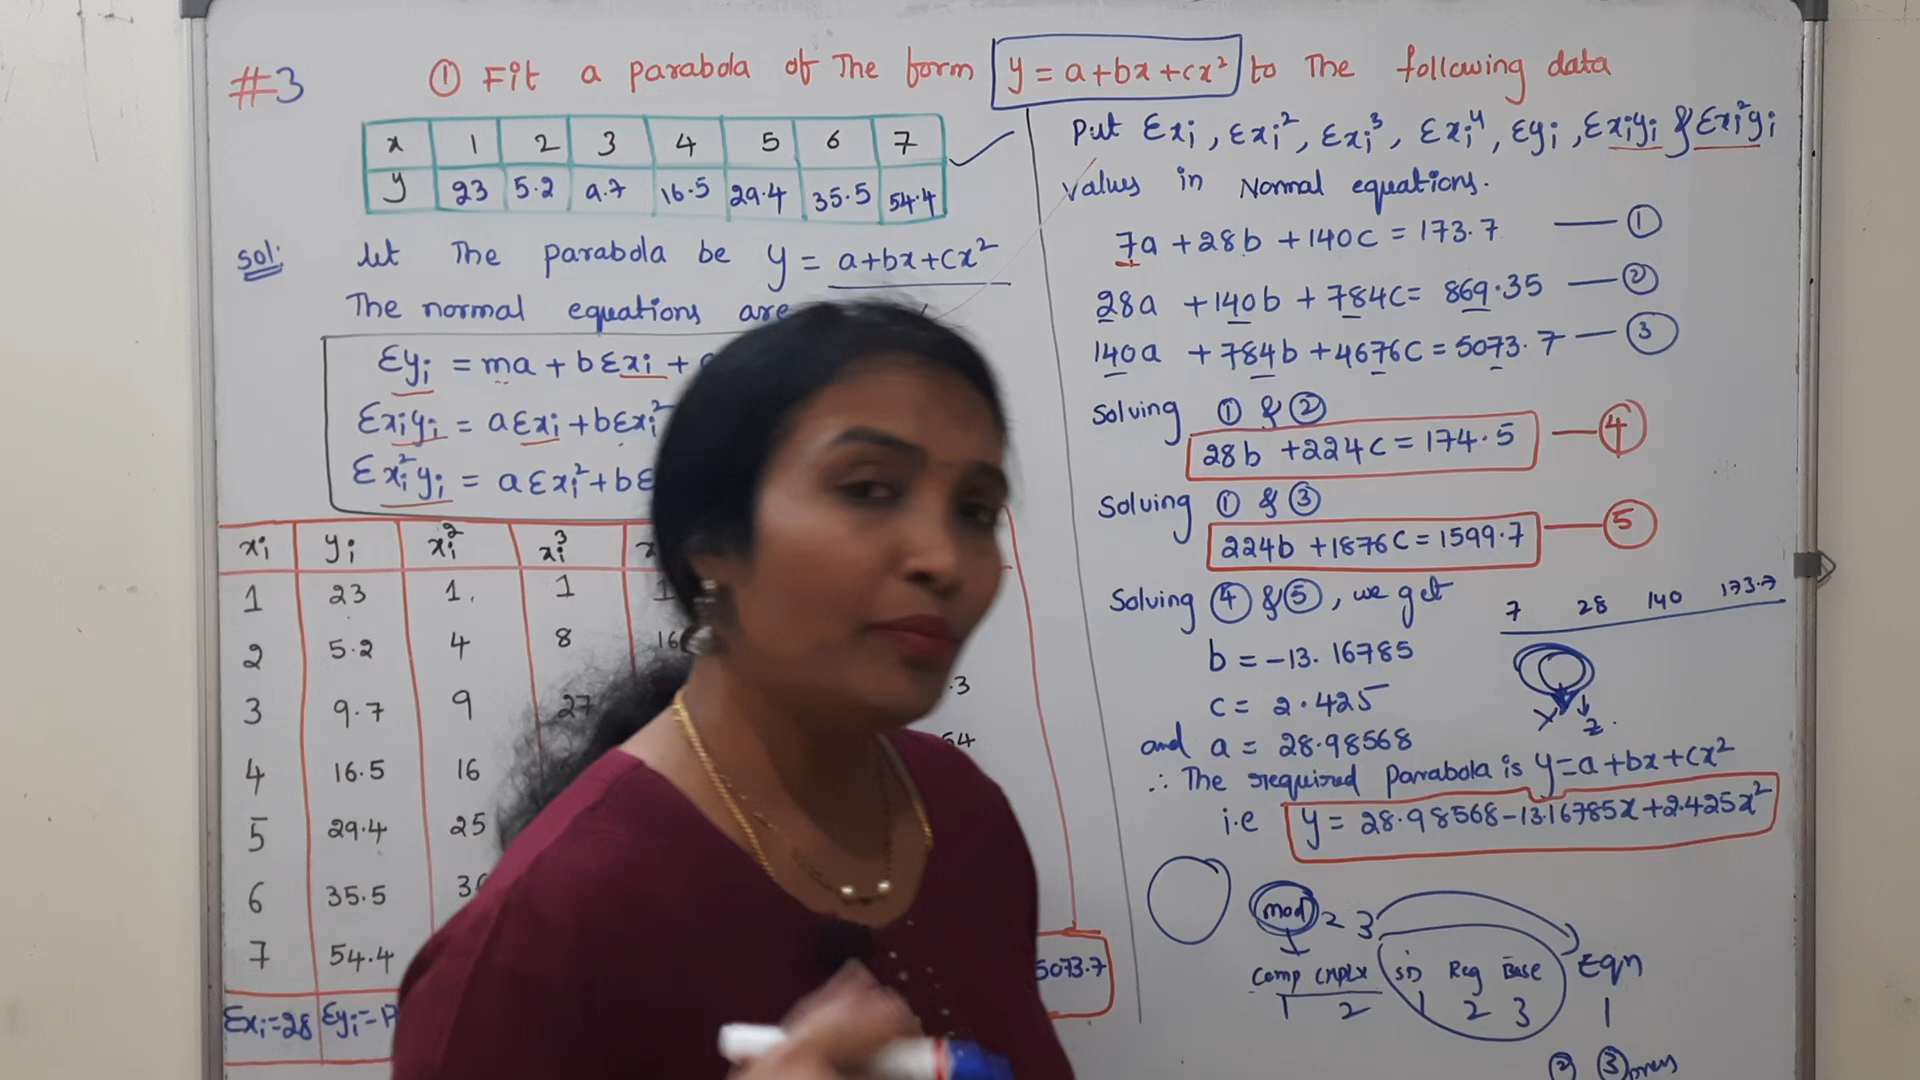 #3 ① Fit a parabola of the form y = a+bx+cx² to the following data
x 1 2 3 4 5 6 7
y 23 5.2 9.7 16.5 29.4 35.5 54.4
Sol: let The parabola be y = a+bx+cx²
The normal equations are
Σyᵢ = ma + bΣxᵢ +
Σxᵢyᵢ = aΣxᵢ + bΣxᵢ²
Σxᵢ²yᵢ = aΣxᵢ² + bΣ
xᵢ yᵢ xᵢ² xᵢ³
1 23 1. 1 1
2 5.2 4 8 16
3 9.7 9 27 .3
4 16.5 16 64
5 29.4 25
6 35.5 36
7 54.4 5073.7
Σxᵢ=28 Σyᵢ=
Put Σxᵢ, Σxᵢ², Σxᵢ³, Σxᵢ⁴, Σyᵢ, Σxᵢyᵢ & Σxᵢ²yᵢ
values in Normal equations.
7a + 28b + 140c = 173.7 — ①
28a + 140b + 784c = 869.35 — ②
140a + 784b + 4676c = 5073.7 — ③
Solving ① & ②
28b + 224c = 174.5 — ④
Solving ① & ③
224b + 1876c = 1599.7 — ⑤
Solving ④ & ⑤, we get
7 28 140 173.7
b = -13.16785
c = 2.425
x z.
and a = 28.98568
∴ The required Parabola is y = a+bx+cx²
i.e y = 28.98568-13.16785x+2.425x²
mod 2 3
Comp CMPLX SD Reg Base Eqn
1 2 1 2 3 1
② ③